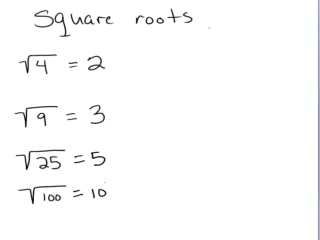 Square roots
√4 = 2
√9 = 3
√25 = 5
√100 = 10